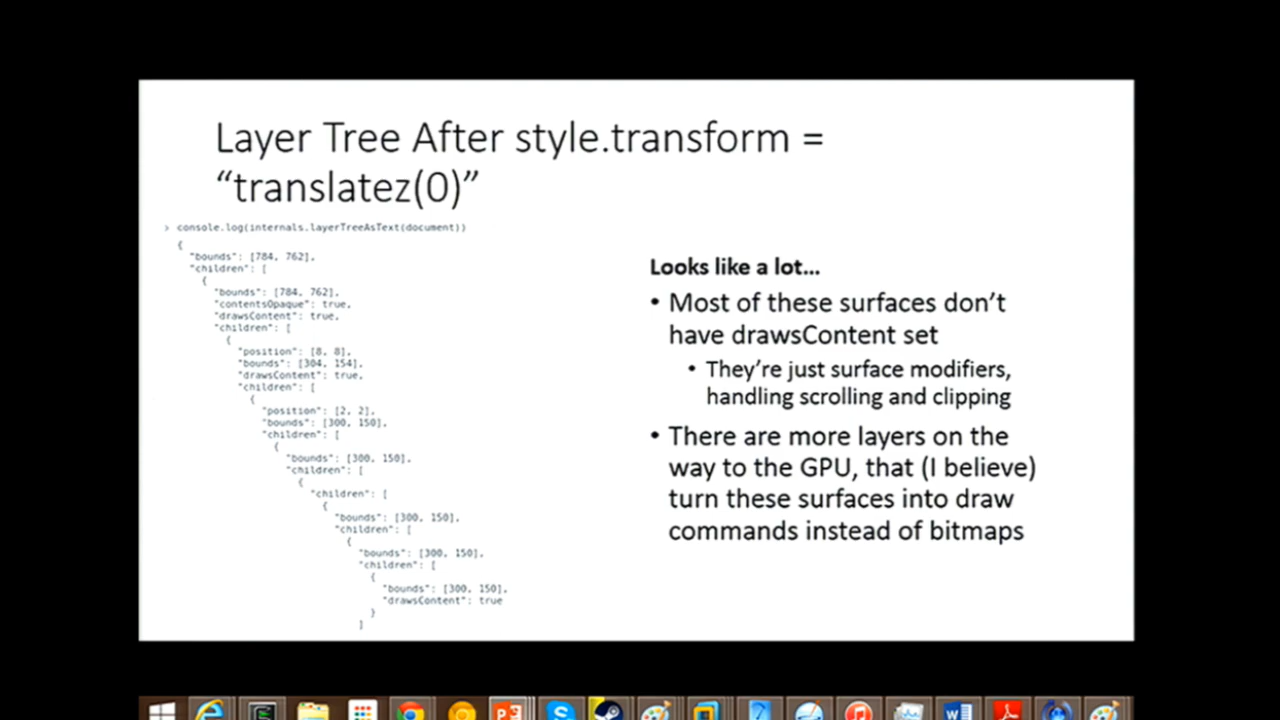 Layer Tree After style.transform =
“translatez(0)”
> console.log(internals.layerTreeAsText(document))
{
"bounds": [784, 762],
"children": [
{
"bounds": [784, 762],
"contentsOpaque": true,
"drawsContent": true,
"children": [
{
"position": [8, 8],
"bounds": [304, 154],
"drawsContent": true,
"children": [
{
"position": [2, 2],
"bounds": [300, 150],
"children": [
{
"bounds": [300, 150],
"children": [
{
"children": [
{
"bounds": [300, 150],
"children": [
{
"bounds": [300, 150],
"children": [
{
"bounds": [300, 150],
"drawsContent": true
}
]
Looks like a lot...
• Most of these surfaces don’t
have drawsContent set
• They’re just surface modifiers,
handling scrolling and clipping
• There are more layers on the
way to the GPU, that (I believe)
turn these surfaces into draw
commands instead of bitmaps